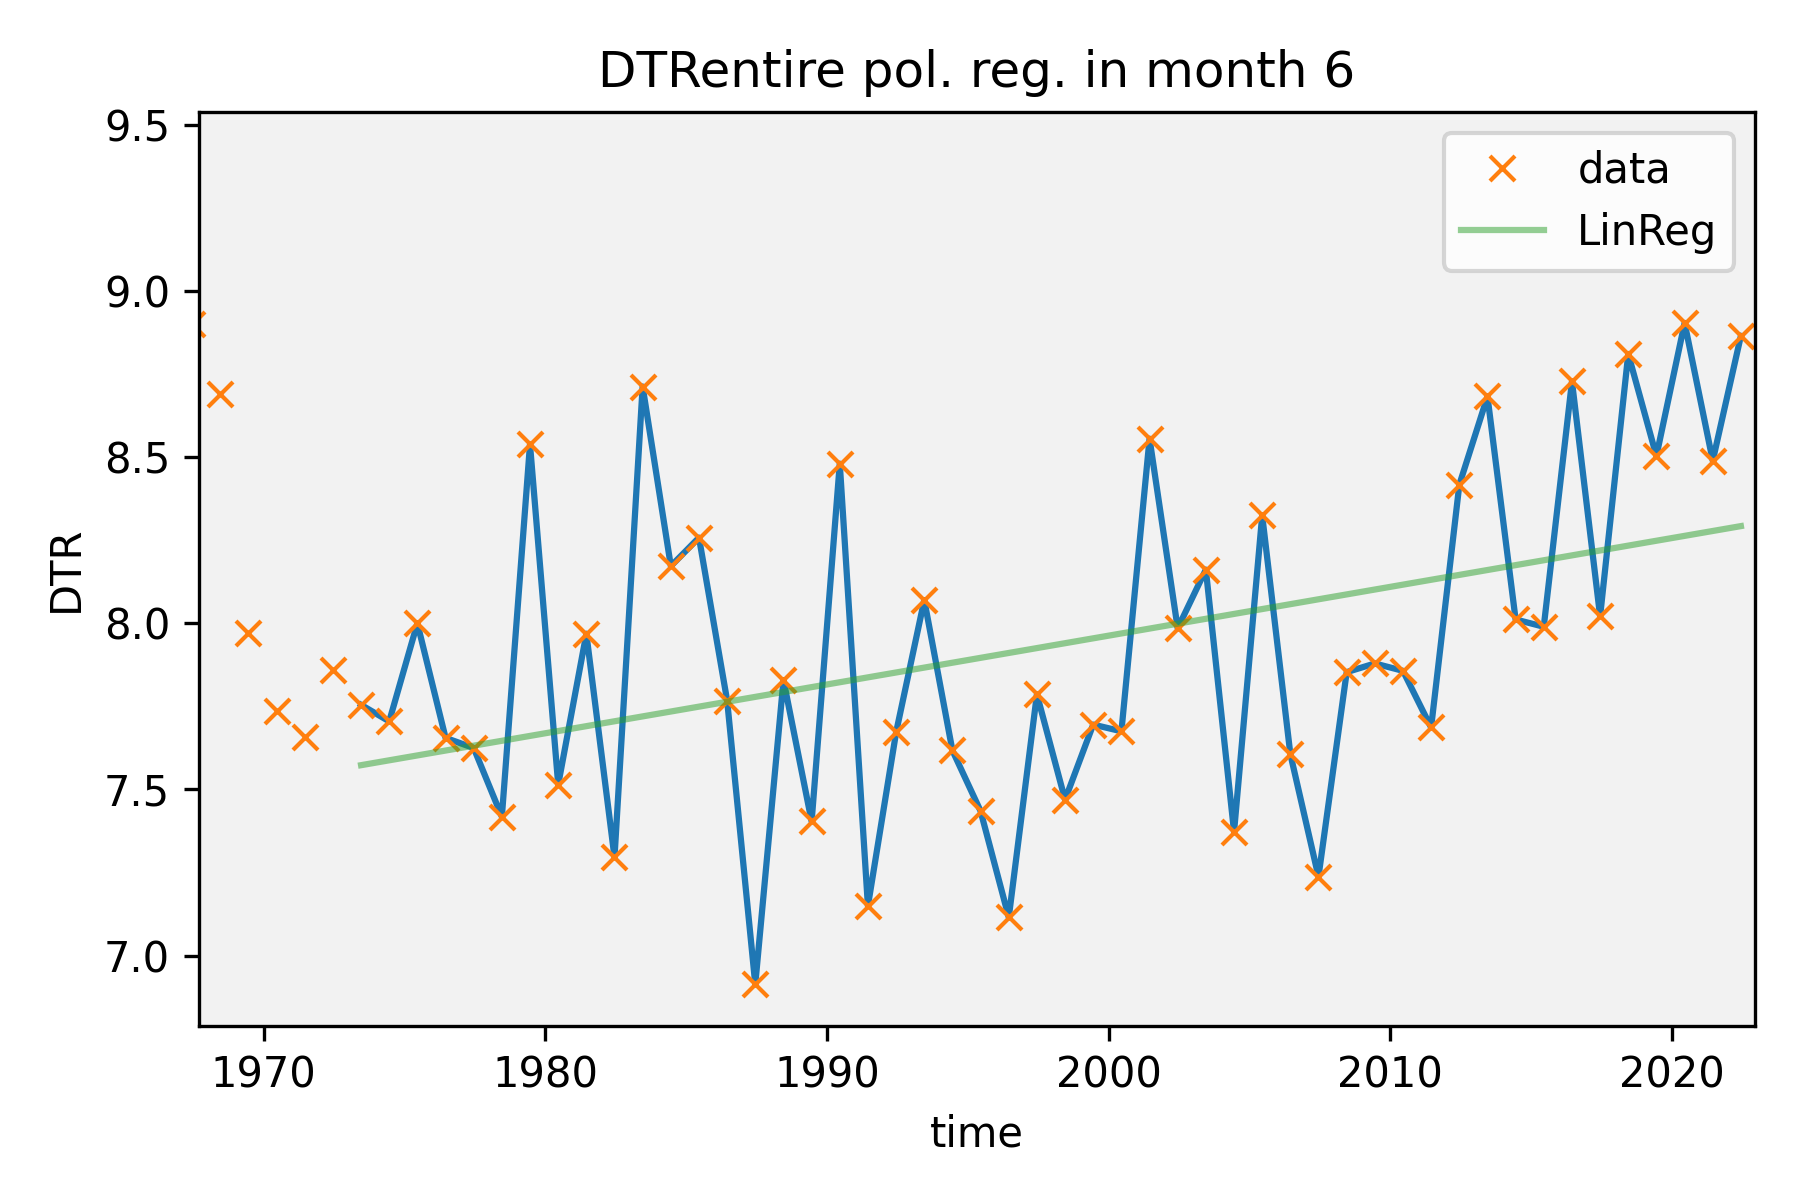 DTRentire pol. reg. in month 6
9.5
9.0
8.5
8.0
7.5
7.0
DTR
data
LinReg
1970 1980 1990 2000 2010 2020
time